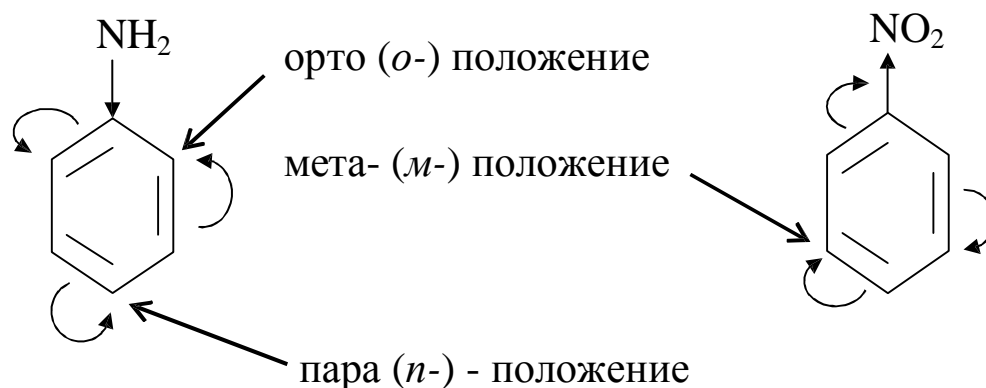 NH₂
NO₂
орто (о-) положение
мета- (м-) положение
пара (п-) - положение